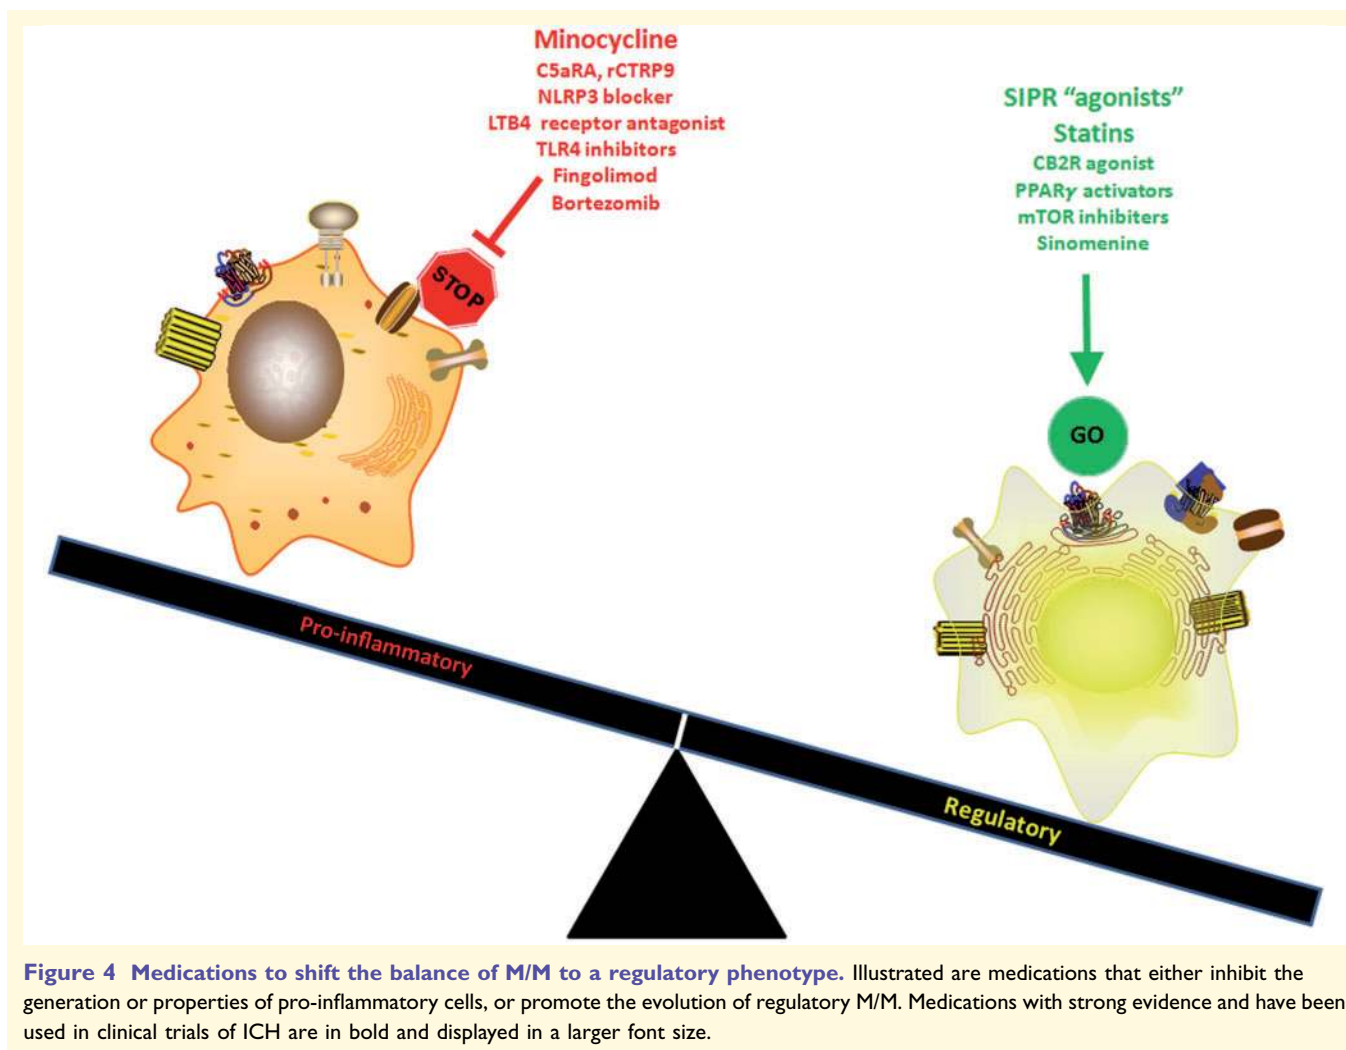 Minocycline
C5aRA, rCTRP9
NLRP3 blocker
LTB4 receptor antagonist
TLR4 inhibitors
Fingolimod
Bortezomib
STOP
SIPR “agonists”
Statins
CB2R agonist
PPARγ activators
mTOR inhibiters
Sinomenine
GO
Pro-inflammatory
Regulatory
Figure 4 Medications to shift the balance of M/M to a regulatory phenotype. Illustrated are medications that either inhibit the
generation or properties of pro-inflammatory cells, or promote the evolution of regulatory M/M. Medications with strong evidence and have been
used in clinical trials of ICH are in bold and displayed in a larger font size.